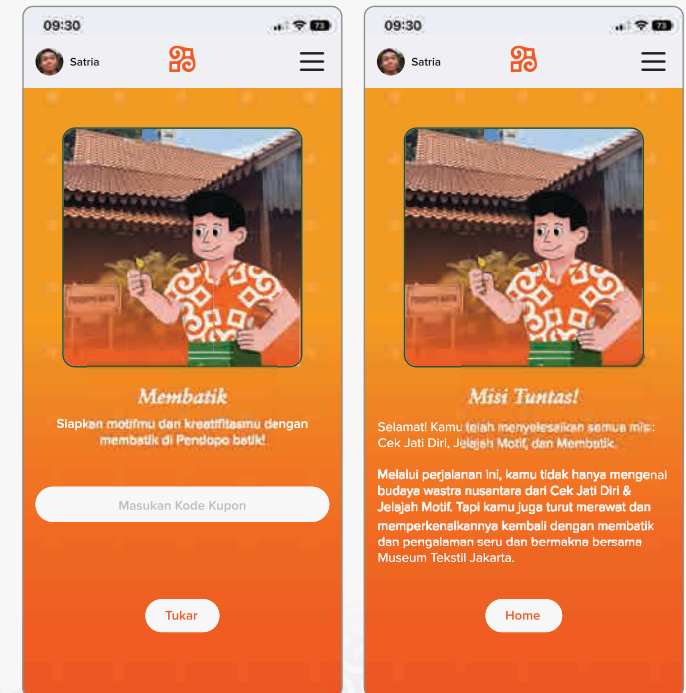 09:30
73
Satria
Membatik
Siapkan motifmu dan kreatifitasmu dengan
membatik di Pendopo batik!
Masukan Kode Kupon
Tukar
09:30
73
Satria
Misi Tuntas!
Selamat! Kamu telah menyelesaikan semua misi:
Cek Jati Diri, Jelajah Motif, dan Membatik.
Melalui perjalanan ini, kamu tidak hanya mengenal
budaya wastra nusantara dari Cek Jati Diri &
Jelajah Motif. Tapi kamu juga turut merawat dan
memperkenalkannya kembali dengan membatik
dan pengalaman seru dan bermakna bersama
Museum Tekstil Jakarta.
Home